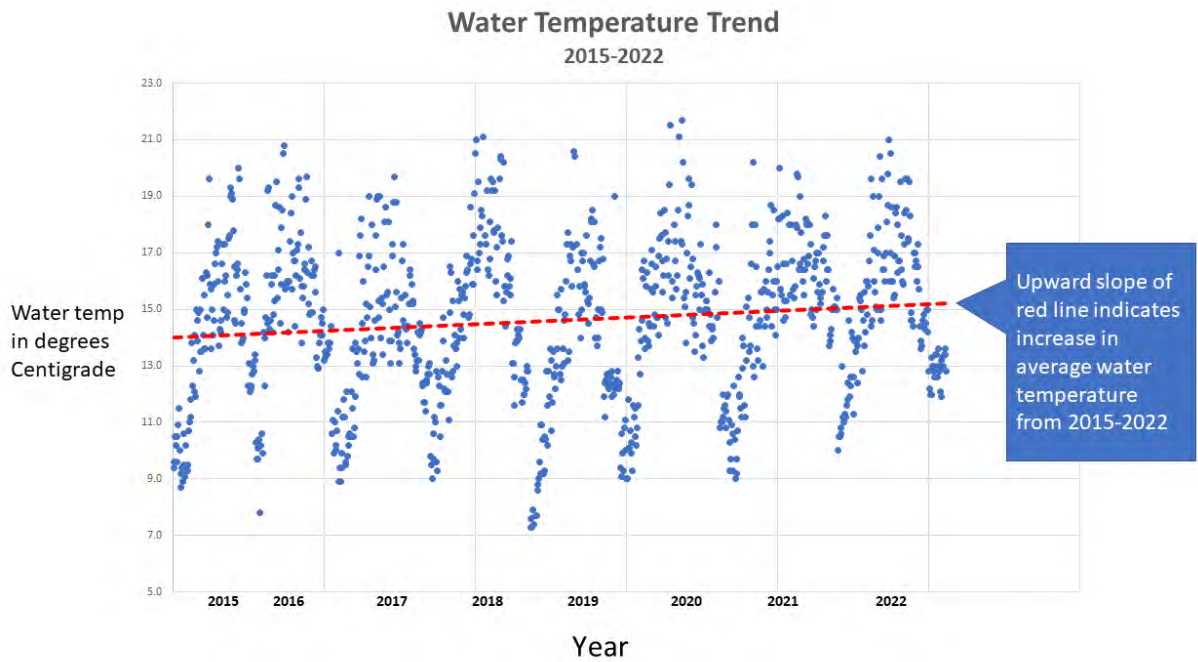 Water Temperature Trend
2015-2022
23.0
21.0
19.0
17.0
15.0
13.0
11.0
9.0
7.0
5.0
Water temp
in degrees
Centigrade
2015 2016 2017 2018 2019 2020 2021 2022
Year
Upward slope of
red line indicates
increase in
average water
temperature
from 2015-2022